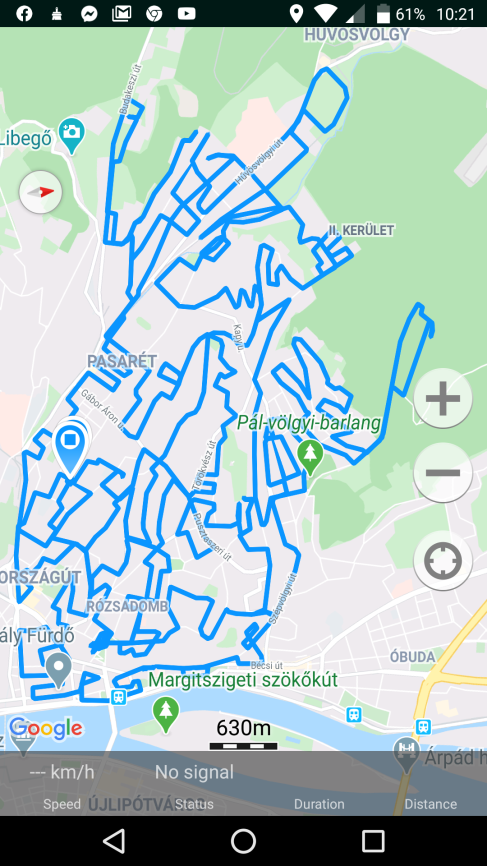 61% 10:21
HŰVÖSVÖLGY
Budakeszi út
Libegő
Hűvösvölgyi út
II. KERÜLET
Kapy u.
PASARÉT
Gábor Áron u.
Pál-völgyi-barlang
Törökvész út
Pusztaszeri út
ORSZÁGÚT
RÓZSADOMB
Szépvölgyi út
ály Fürdő
Bécsi út
ÓBUDA
Margitszigeti szökőkút
Google
630m
Árpád h
--- km/h No signal
Speed Status Duration Distance
ÚJLIPÓTVÁROS